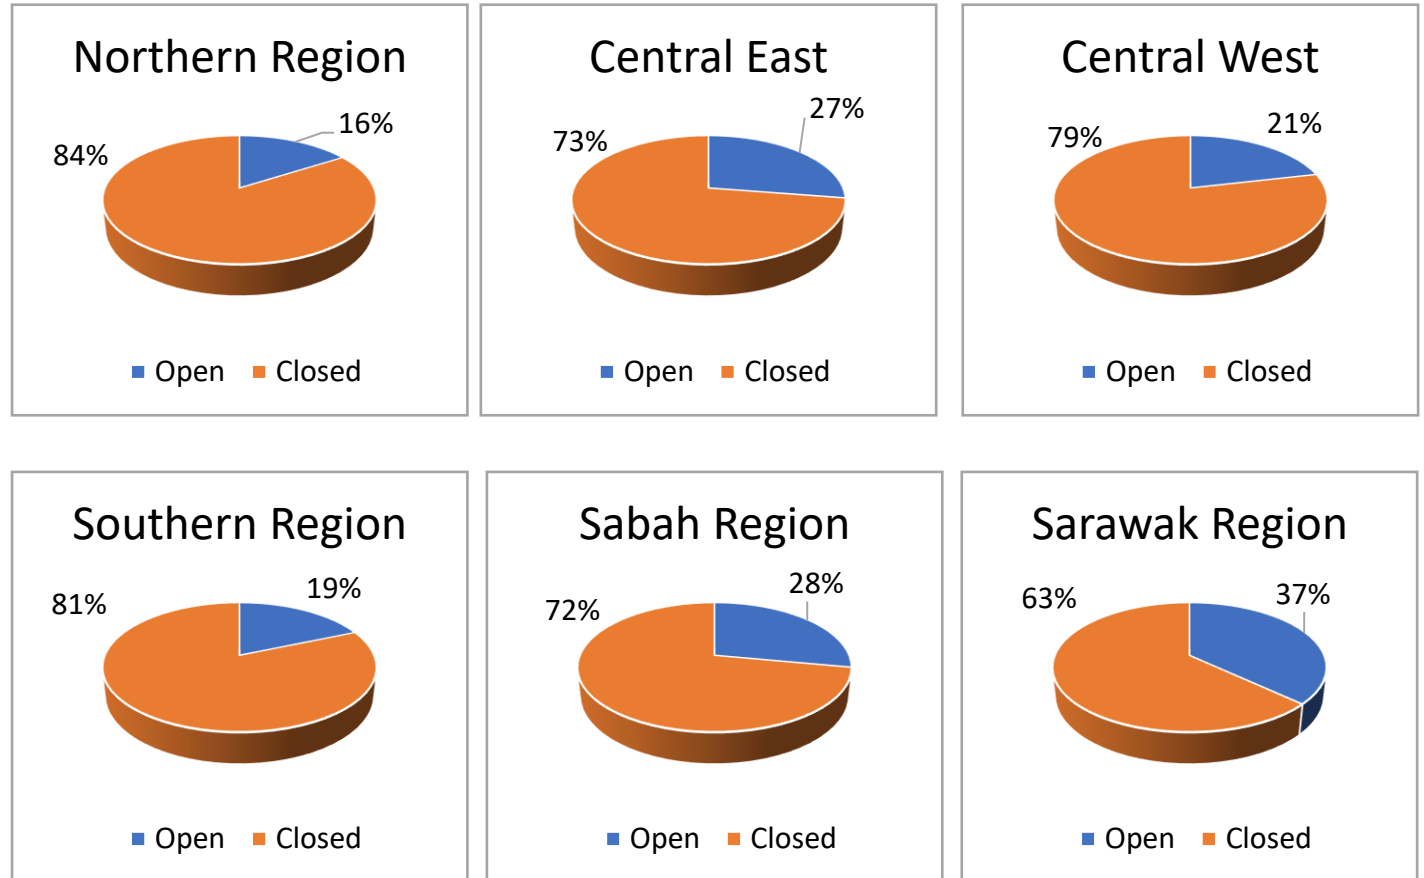 Northern Region
16%
84%
Open Closed
Central East
27%
73%
Open Closed
Central West
21%
79%
Open Closed
Southern Region
19%
81%
Open Closed
Sabah Region
28%
72%
Open Closed
Sarawak Region
37%
63%
Open Closed